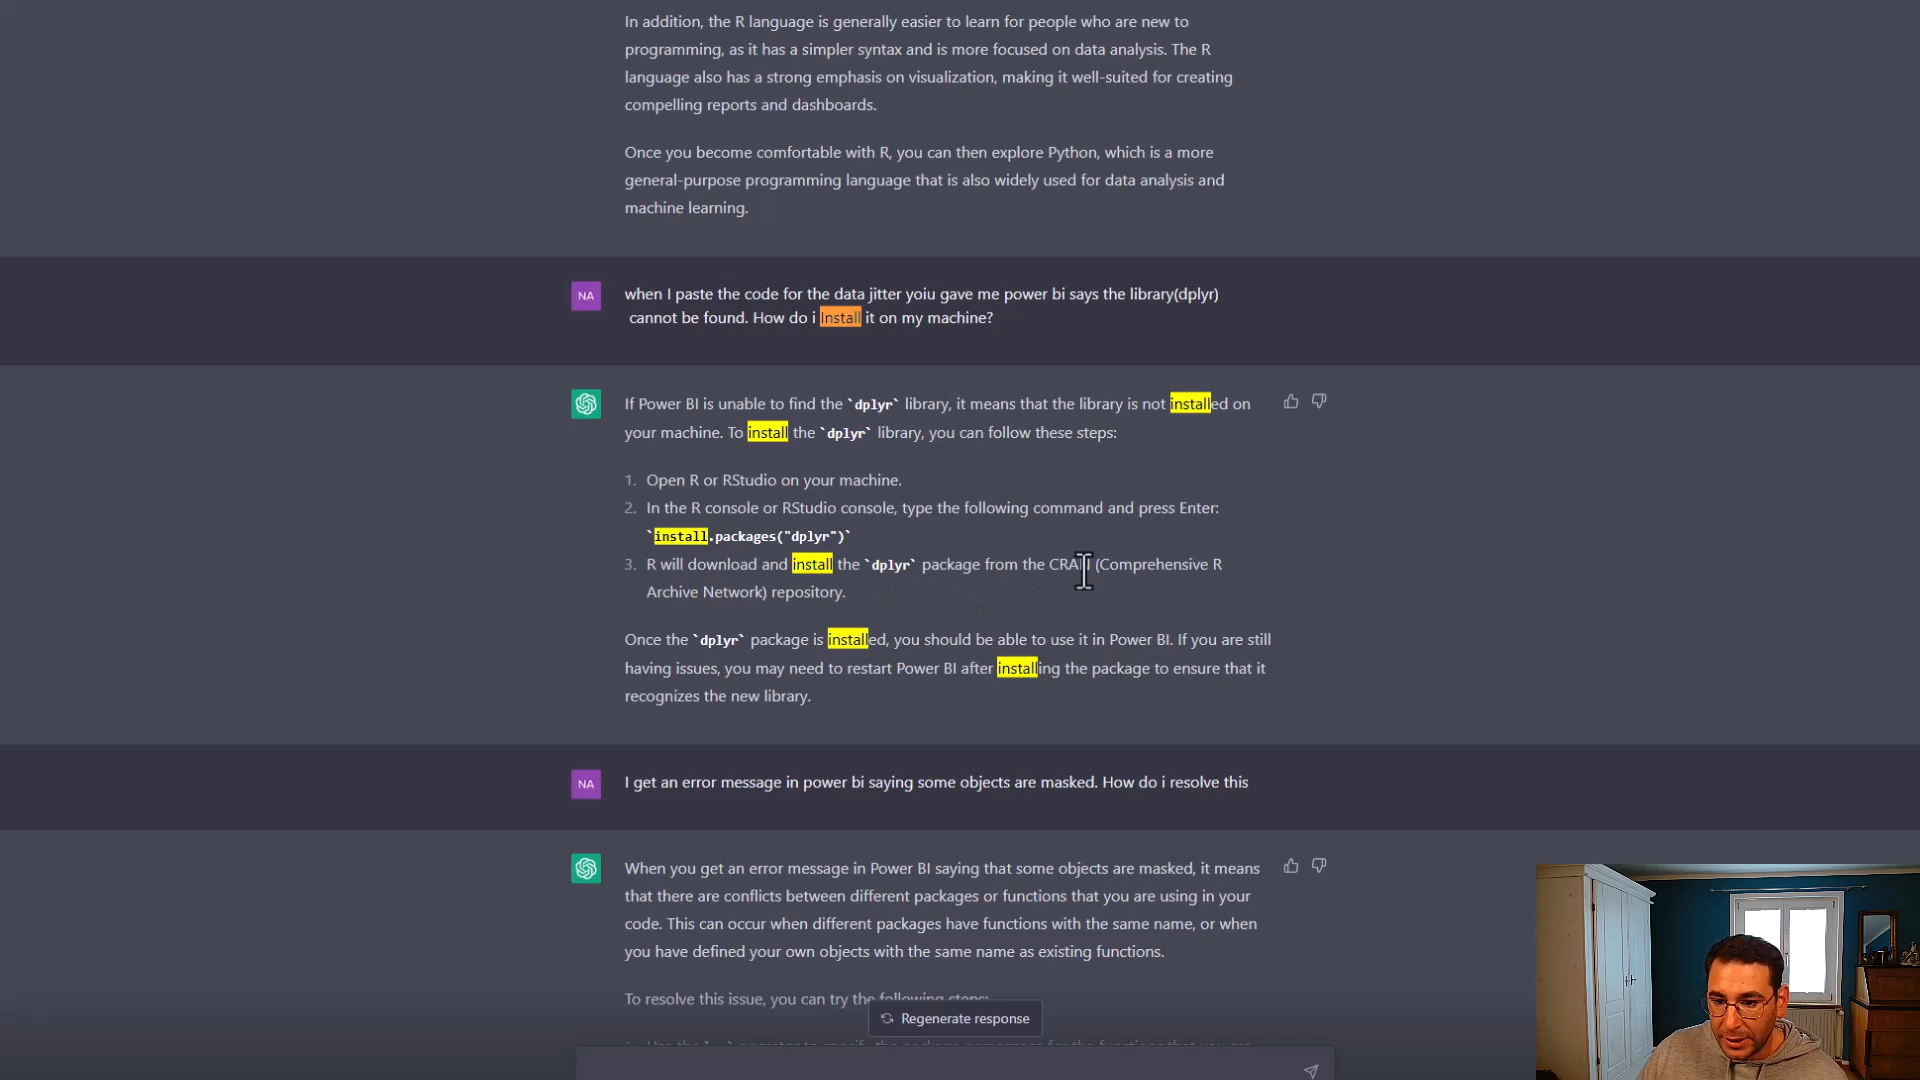 In addition, the R language is generally easier to learn for people who are new to
programming, as it has a simpler syntax and is more focused on data analysis. The R
language also has a strong emphasis on visualization, making it well-suited for creating
compelling reports and dashboards.
Once you become comfortable with R, you can then explore Python, which is a more
general-purpose programming language that is also widely used for data analysis and
machine learning.
NA
when I paste the code for the data jitter yoiu gave me power bi says the library(dplyr)
cannot be found. How do i Install it on my machine?
If Power BI is unable to find the `dplyr` library, it means that the library is not installed on
your machine. To install the `dplyr` library, you can follow these steps:
1. Open R or RStudio on your machine.
2. In the R console or RStudio console, type the following command and press Enter:
`install.packages("dplyr")`
3. R will download and install the `dplyr` package from the CRAN (Comprehensive R
Archive Network) repository.
Once the `dplyr` package is installed, you should be able to use it in Power BI. If you are still
having issues, you may need to restart Power BI after installing the package to ensure that it
recognizes the new library.
NA
I get an error message in power bi saying some objects are masked. How do i resolve this
When you get an error message in Power BI saying that some objects are masked, it means
that there are conflicts between different packages or functions that you are using in your
code. This can occur when different packages have functions with the same name, or when
you have defined your own objects with the same name as existing functions.
To resolve this issue, you can try the following steps:
Regenerate response